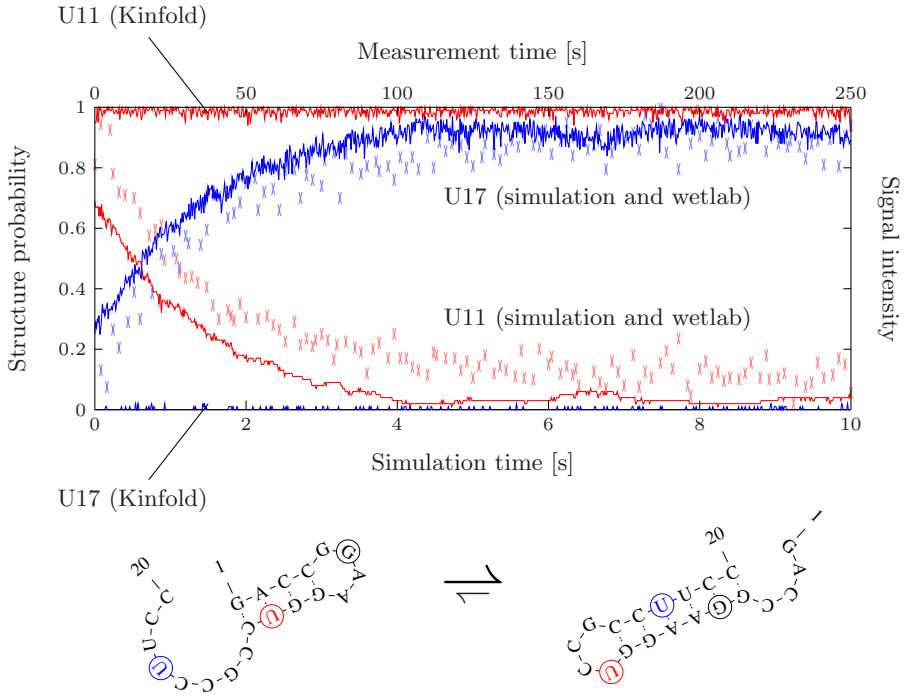 U11 (Kinfold)
Measurement time [s]
0 50 100 150 200 250
Structure probability
1
0.8
0.6
0.4
0.2
0
U17 (simulation and wetlab)
U11 (simulation and wetlab)
Signal intensity
0 2 4 6 8 10
Simulation time [s]
U17 (Kinfold)
1
GACCGGAAGGUCCGCCUUCC
20
1
GACCGGAAGGUCCGCCUUCC
20